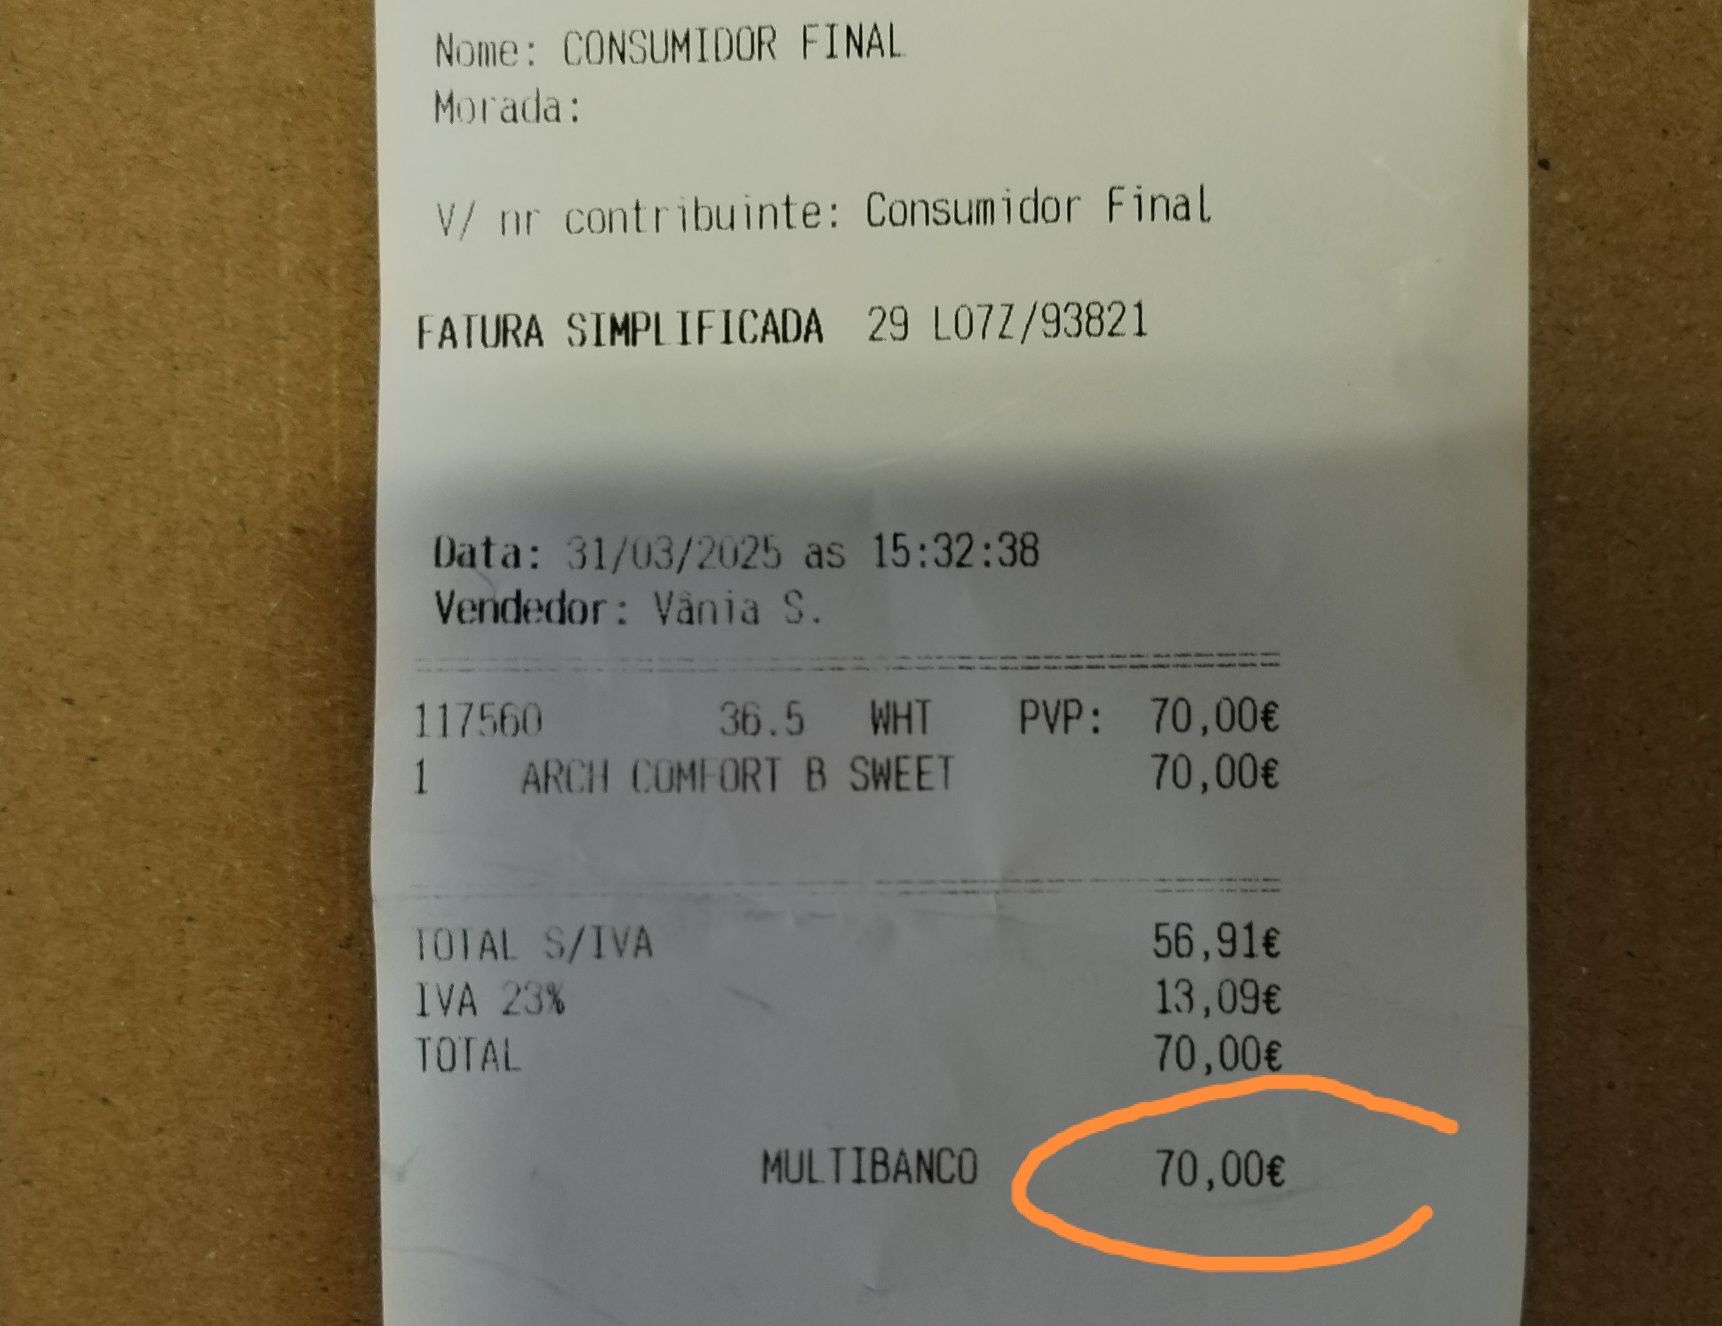 Nome: CONSUMIDOR FINAL
Morada:
V/ nr contribuinte: Consumidor Final
FATURA SIMPLIFICADA 29 L07Z/93821
Data: 31/03/2025 as 15:32:38
Vendedor: Vânia S.
117560 36.5 WHT PVP: 70,00€
1 ARCH COMFORT B SWEET 70,00€
TOTAL S/IVA 56,91€
IVA 23% 13,09€
TOTAL 70,00€
MULTIBANCO 70,00€